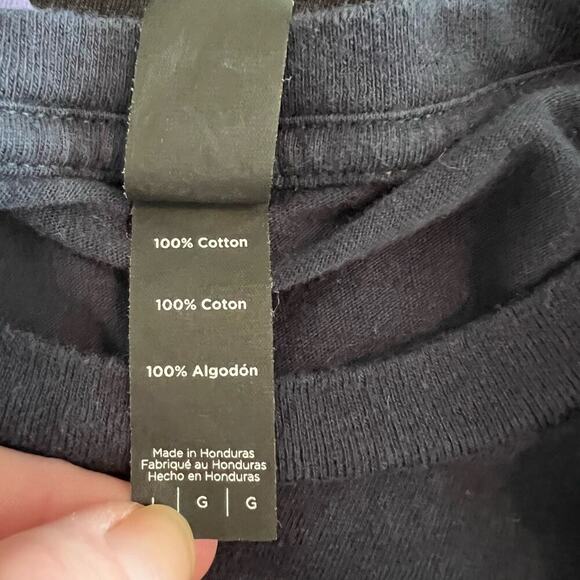 100% Cotton
100% Coton
100% Algodón
Made in Honduras
Fabriqué au Honduras
Hecho en Honduras
| G | G